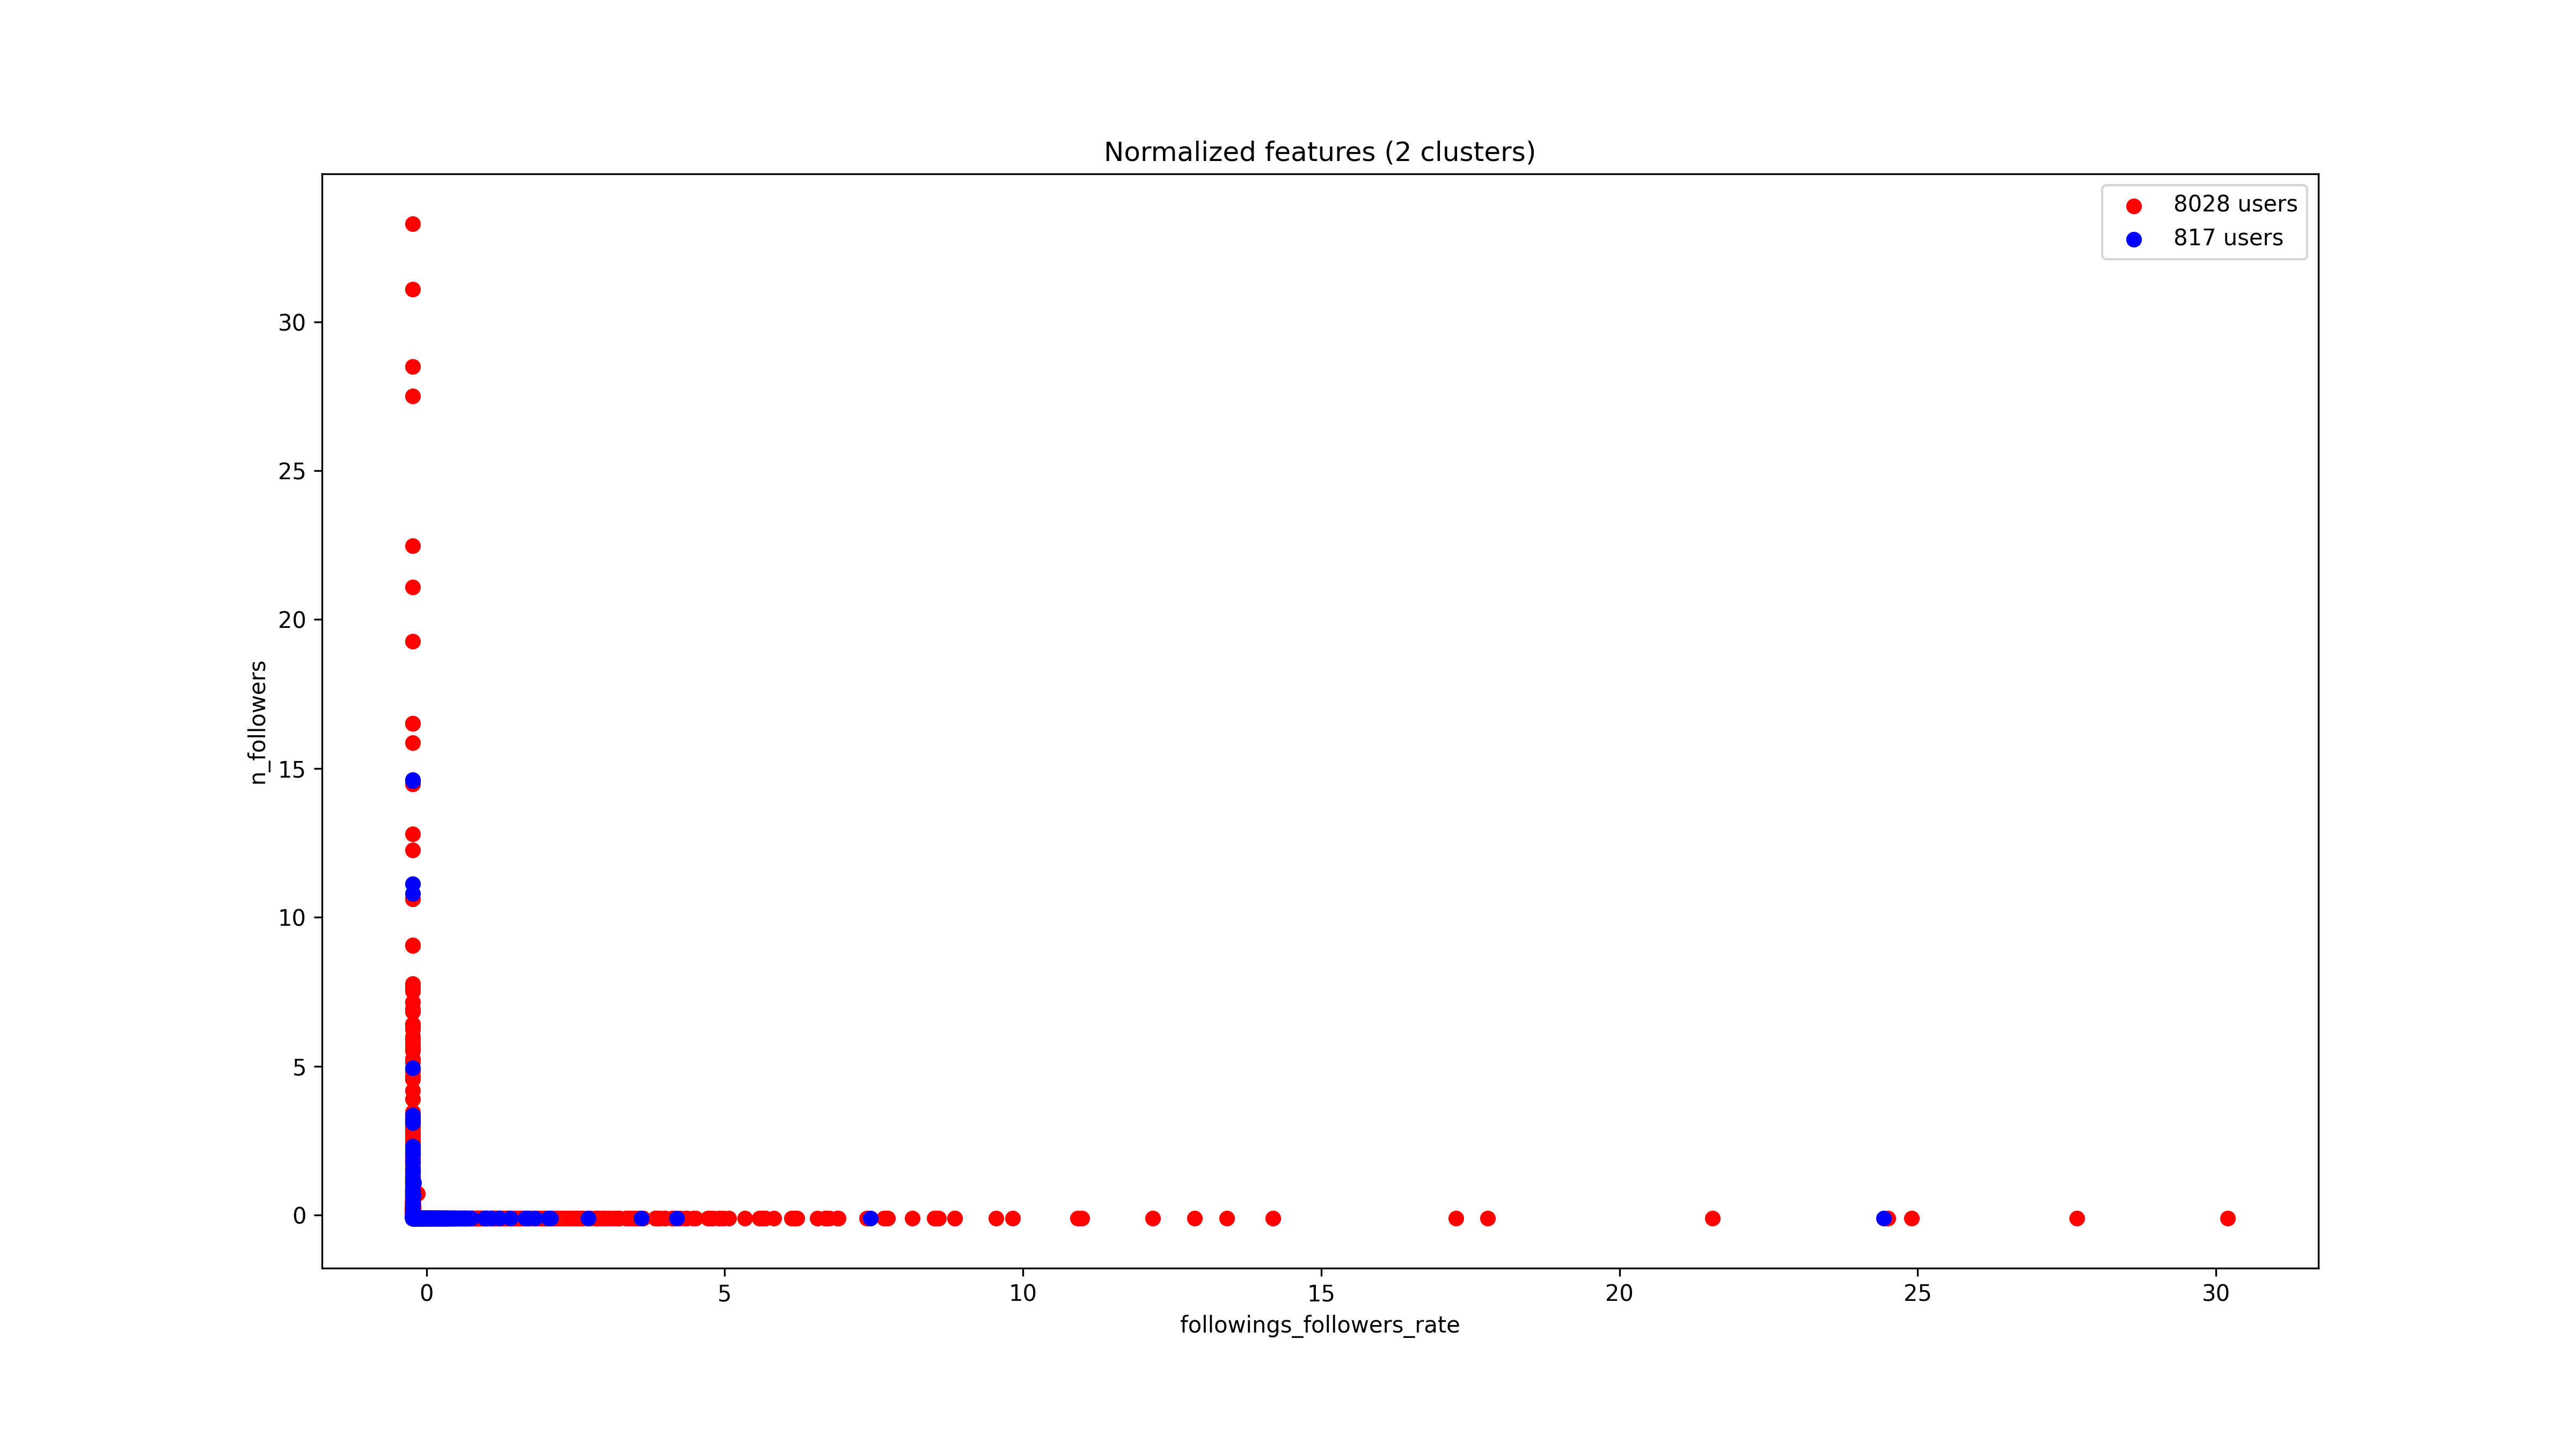 Normalized features (2 clusters)
8028 users
817 users
n_followers
30
25
20
15
10
5
0
0 5 10 15 20 25 30
followings_followers_rate